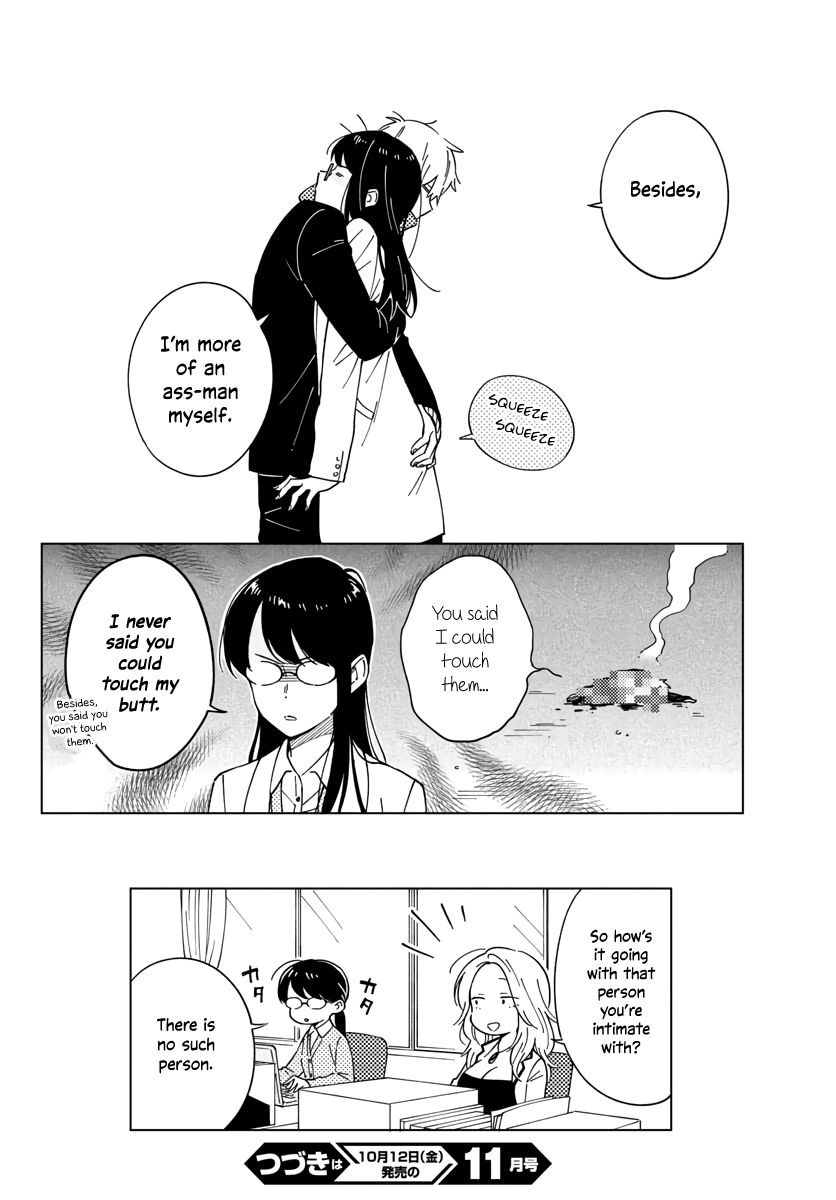 Besides,
I'm more
of an
ass-man
myself.
SQUEEZE
SQUEEZE
You said
I could
touch
them...
I never
said you
could
touch my
butt.
Besides,
you said you
won't touch
them.
So how's
it going
with that
person
you're
intimate
with?
カタ
カタ
There is
no such
person.
つづきは
10月12日(金)
発売の
11月号